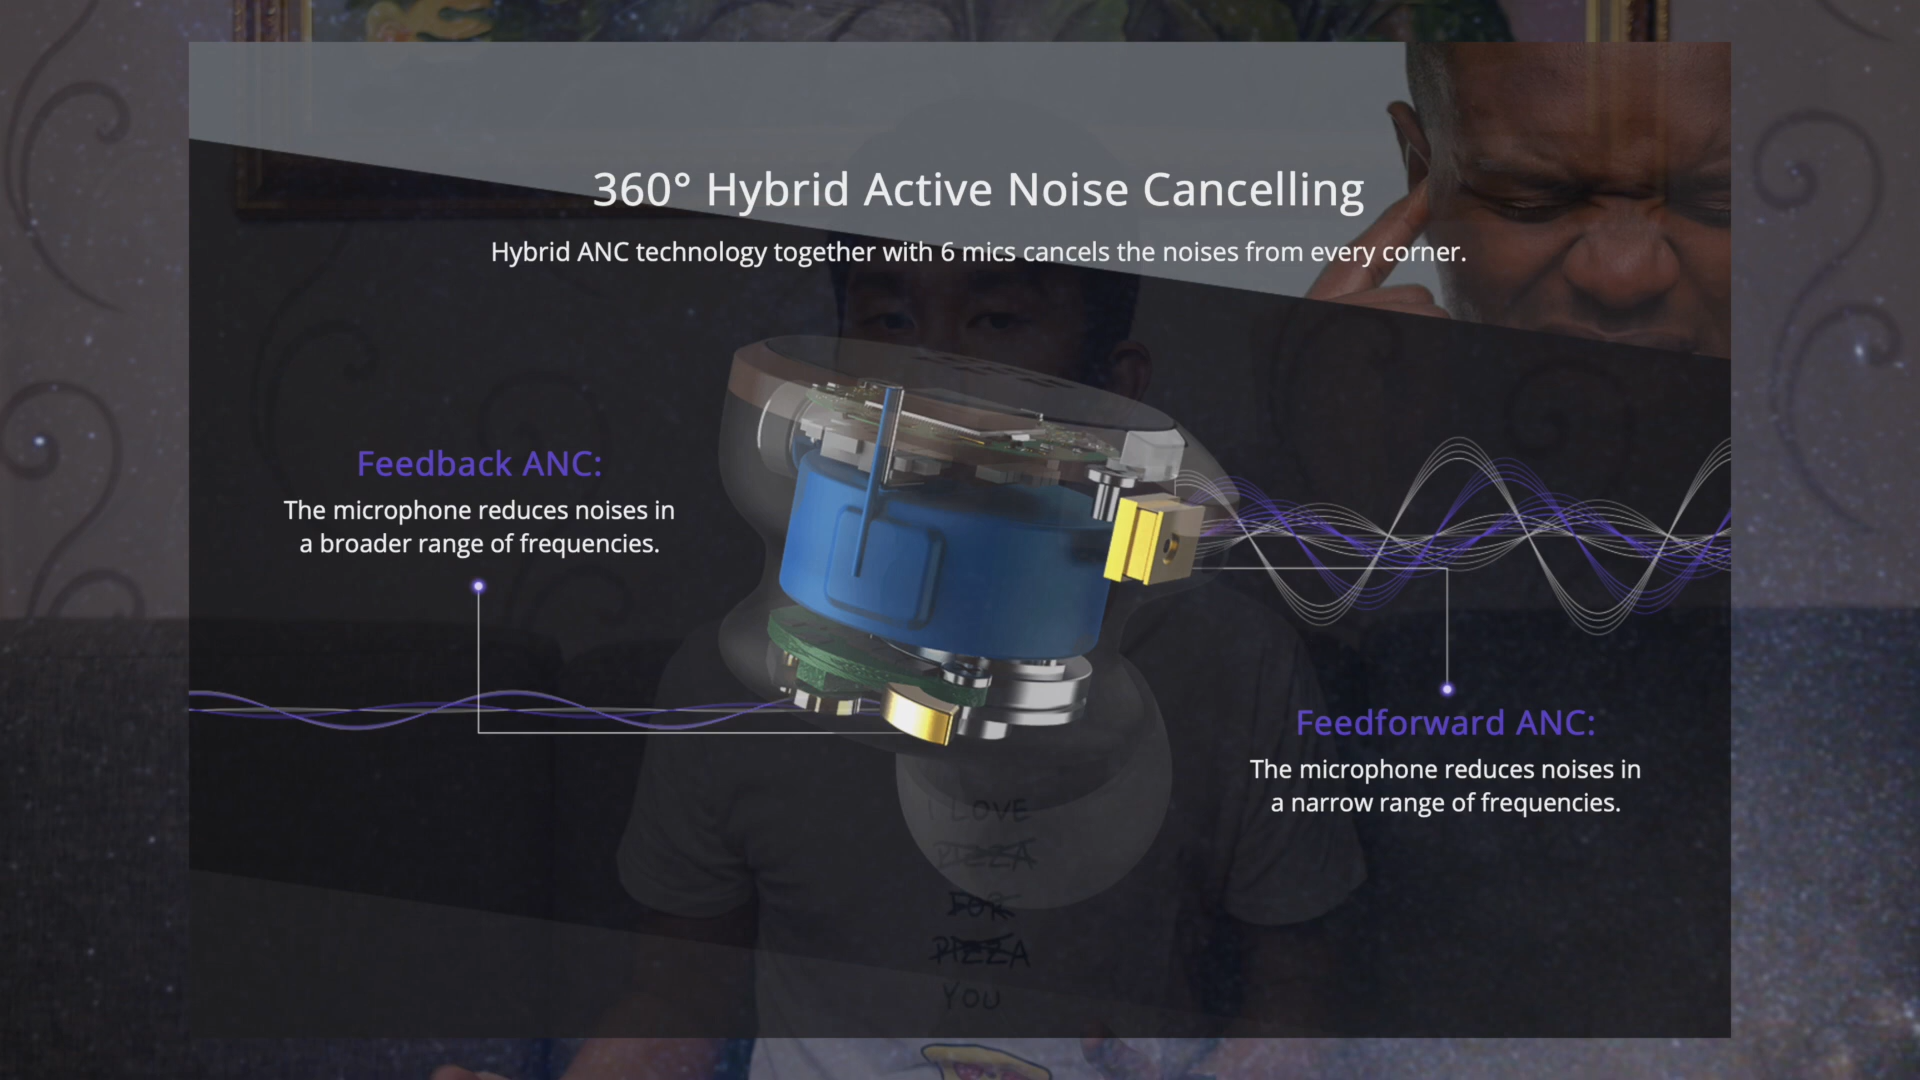 360° Hybrid Active Noise Cancelling
Hybrid ANC technology together with 6 mics cancels the noises from every corner.
Feedback ANC:
The microphone reduces noises in
a broader range of frequencies.
Feedforward ANC:
The microphone reduces noises in
a narrow range of frequencies.
I LOVE
PIZZA
FOR
PIZZA
YOU